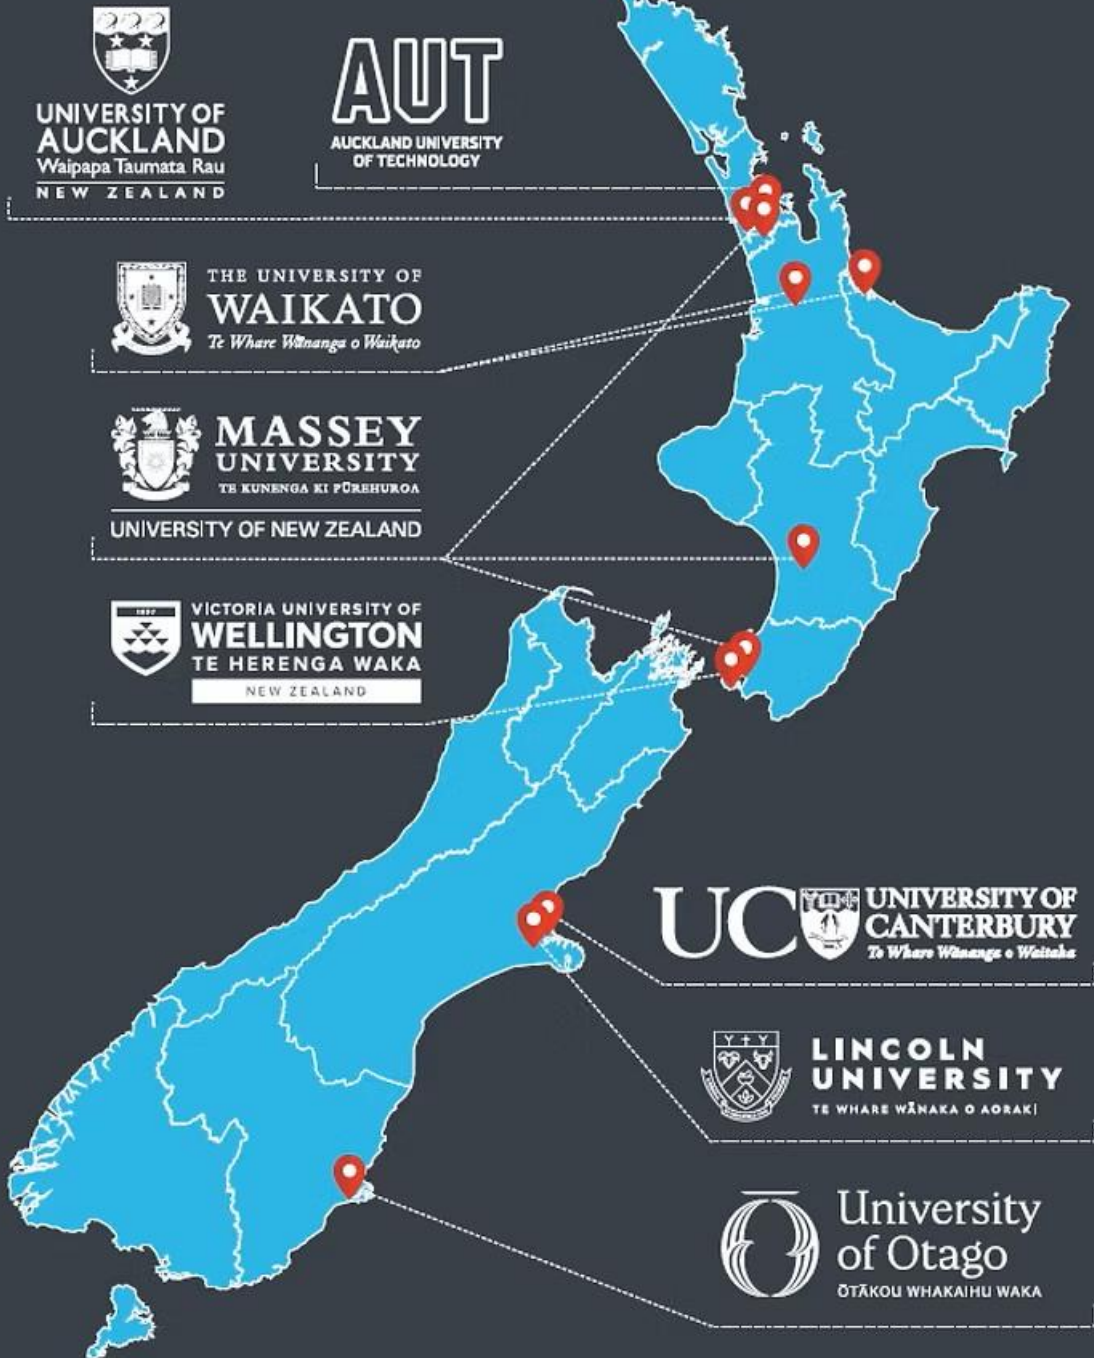 UNIVERSITY OF
AUCKLAND
Waipapa Taumata Rau
NEW ZEALAND
AUT
AUCKLAND UNIVERSITY
OF TECHNOLOGY
THE UNIVERSITY OF
WAIKATO
Te Whare Wānanga o Waikato
MASSEY
UNIVERSITY
TE KUNENGA KI PŪREHUROA
UNIVERSITY OF NEW ZEALAND
1897
VICTORIA UNIVERSITY OF
WELLINGTON
TE HERENGA WAKA
NEW ZEALAND
UC
UNIVERSITY OF
CANTERBURY
Te Whare Wānanga o Waitaha
LINCOLN
UNIVERSITY
TE WHARE WĀNAKA O AORAKI
University
of Otago
ŌTĀKOU WHAKAIHU WAKA